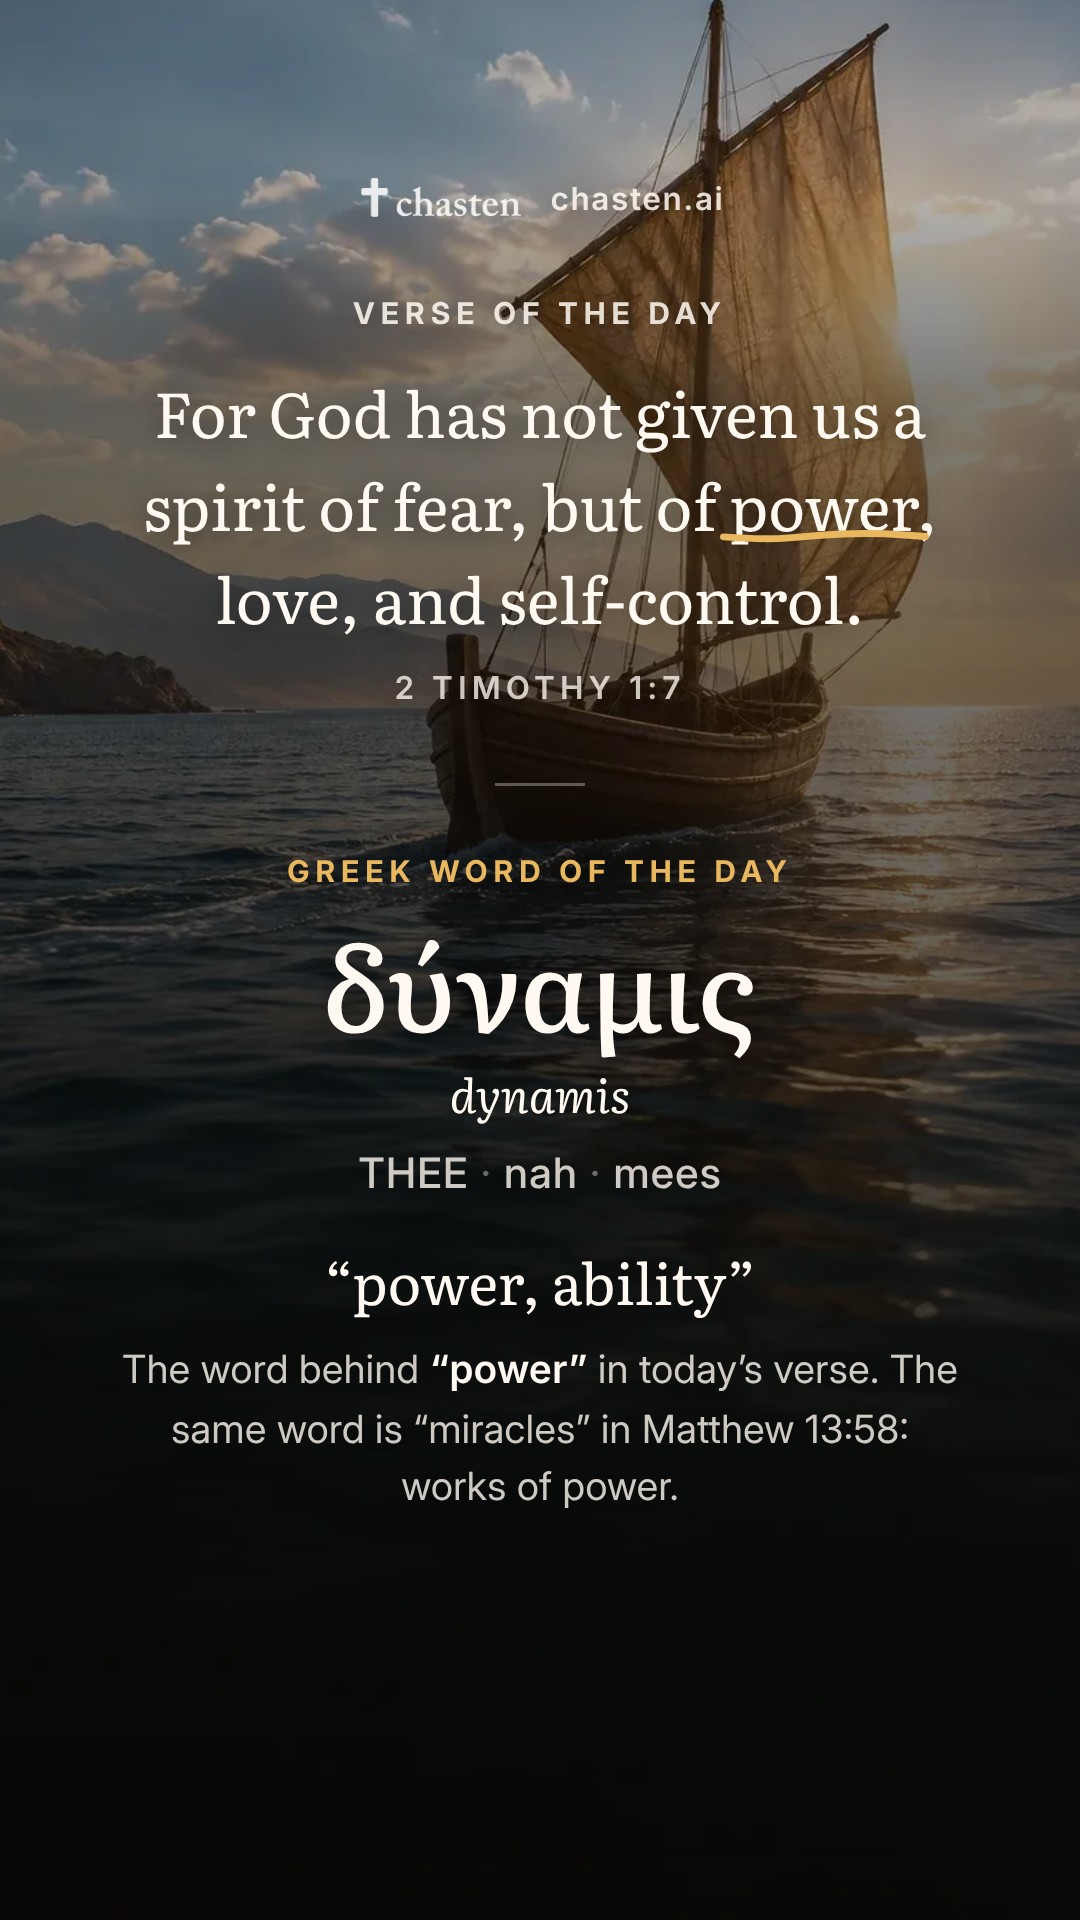 chasten chasten.ai
VERSE OF THE DAY
For God has not given us a
spirit of fear, but of power,
love, and self-control.
2 TIMOTHY 1:7
GREEK WORD OF THE DAY
δύναμις
dynamis
THEE · nah · mees
“power, ability”
The word behind “power” in today’s verse. The
same word is “miracles” in Matthew 13:58:
works of power.